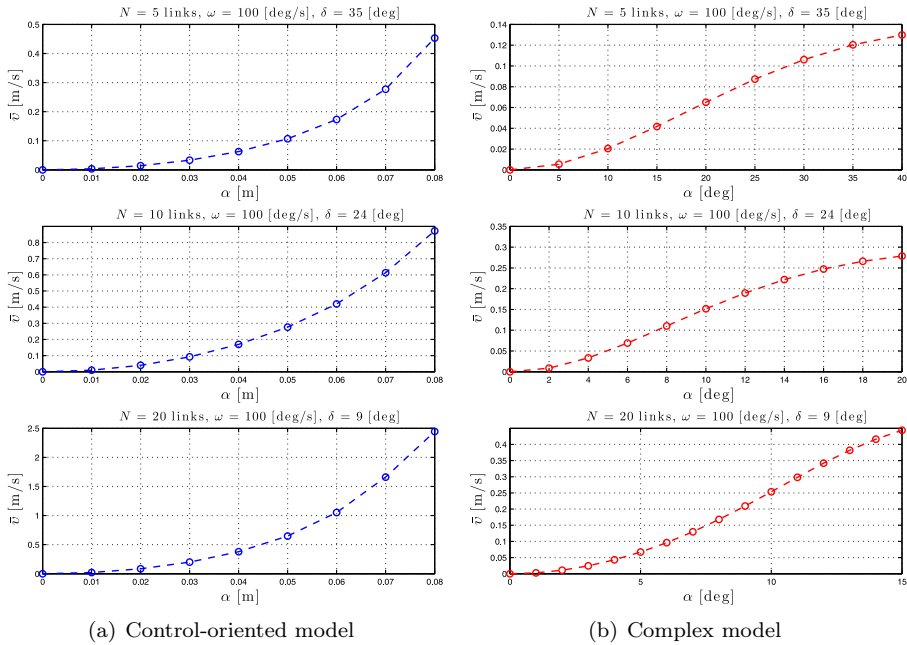 N = 5 links, ω = 100 [deg/s], δ = 35 [deg]
0.5
0.4
0.3
0.2
0.1
0
v̄ [m/s]
0 0.01 0.02 0.03 0.04 0.05 0.06 0.07 0.08
α [m]
N = 5 links, ω = 100 [deg/s], δ = 35 [deg]
0.14
0.12
0.1
0.08
0.06
0.04
0.02
0
v̄ [m/s]
0 5 10 15 20 25 30 35 40
α [deg]
N = 10 links, ω = 100 [deg/s], δ = 24 [deg]
0.8
0.7
0.6
0.5
0.4
0.3
0.2
0.1
0
v̄ [m/s]
0 0.01 0.02 0.03 0.04 0.05 0.06 0.07 0.08
α [m]
N = 10 links, ω = 100 [deg/s], δ = 24 [deg]
0.35
0.3
0.25
0.2
0.15
0.1
0.05
0
v̄ [m/s]
0 2 4 6 8 10 12 14 16 18 20
α [deg]
N = 20 links, ω = 100 [deg/s], δ = 9 [deg]
2.5
2
1.5
1
0.5
0
v̄ [m/s]
0 0.01 0.02 0.03 0.04 0.05 0.06 0.07 0.08
α [m]
N = 20 links, ω = 100 [deg/s], δ = 9 [deg]
0.4
0.35
0.3
0.25
0.2
0.15
0.1
0.05
0
v̄ [m/s]
5 10 15
α [deg]
(a) Control-oriented model
(b) Complex model